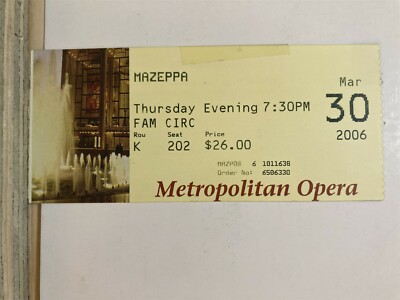 MAZEPPA
Mar
Thursday Evening 7:30PM
30
FAM CIRC
2006
Row Seat Price
K 202 $26.00
MAZP03 6 1011638
Order No: 6506330
Metropolitan Opera